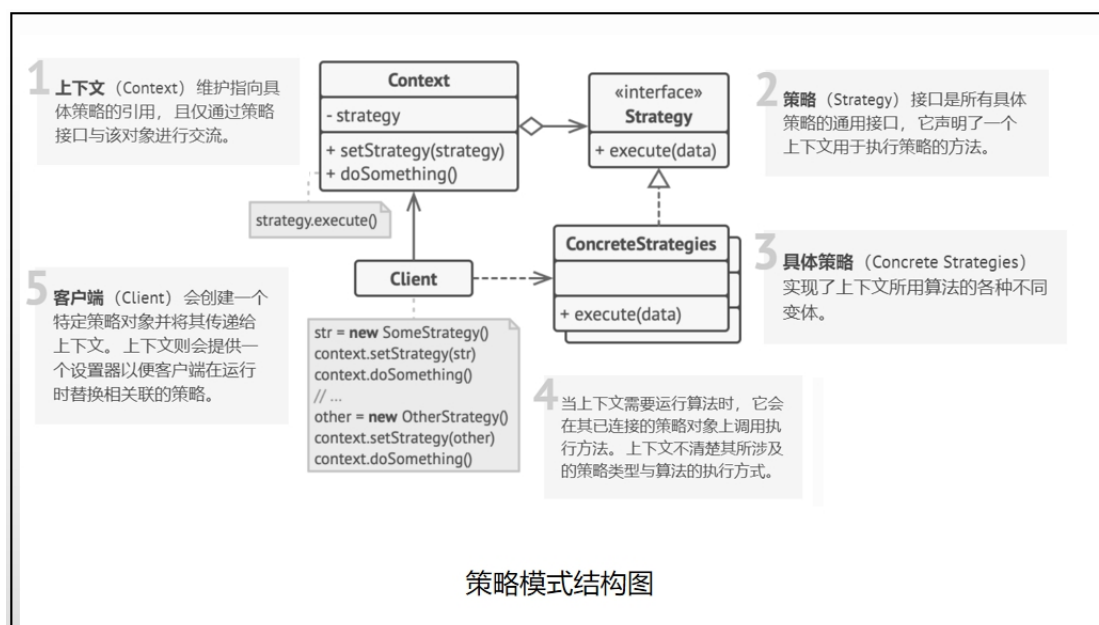 1
上下文 (Context) 维护指向具
体策略的引用，且仅通过策略
接口与该对象进行交流。
Context
- strategy
+ setStrategy(strategy)
+ doSomething()
strategy.execute()
«interface»
Strategy
+ execute(data)
2
策略 (Strategy) 接口是所有具体
策略的通用接口，它声明了一个
上下文用于执行策略的方法。
ConcreteStrategies
+ execute(data)
3
具体策略 (Concrete Strategies)
实现了上下文所用算法的各种不同
变体。
Client
str = new SomeStrategy()
context.setStrategy(str)
context.doSomething()
// ...
other = new OtherStrategy()
context.setStrategy(other)
context.doSomething()
4
当上下文需要运行算法时，它会
在其已连接的策略对象上调用执
行方法。上下文不清楚其所涉及
的策略类型与算法的执行方式。
5
客户端 (Client) 会创建一个
特定策略对象并将其传递给
上下文。上下文则会提供一
个设置器以便客户端在运行
时替换相关联的策略。
策略模式结构图